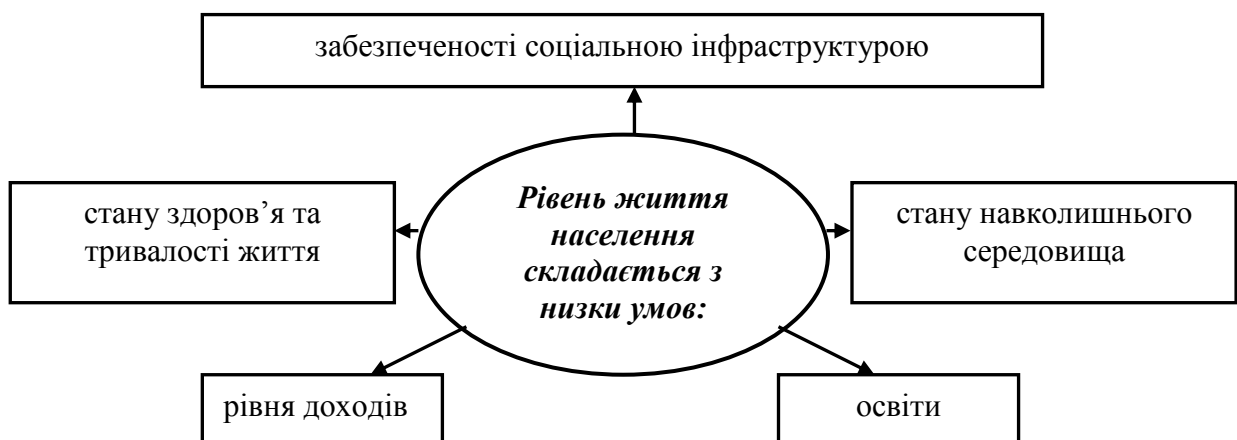 забезпеченості соціальною інфраструктурою
стану здоров’я та
тривалості життя
Рівень життя
населення
складається з
низки умов:
стану навколишнього
середовища
рівня доходів
освіти